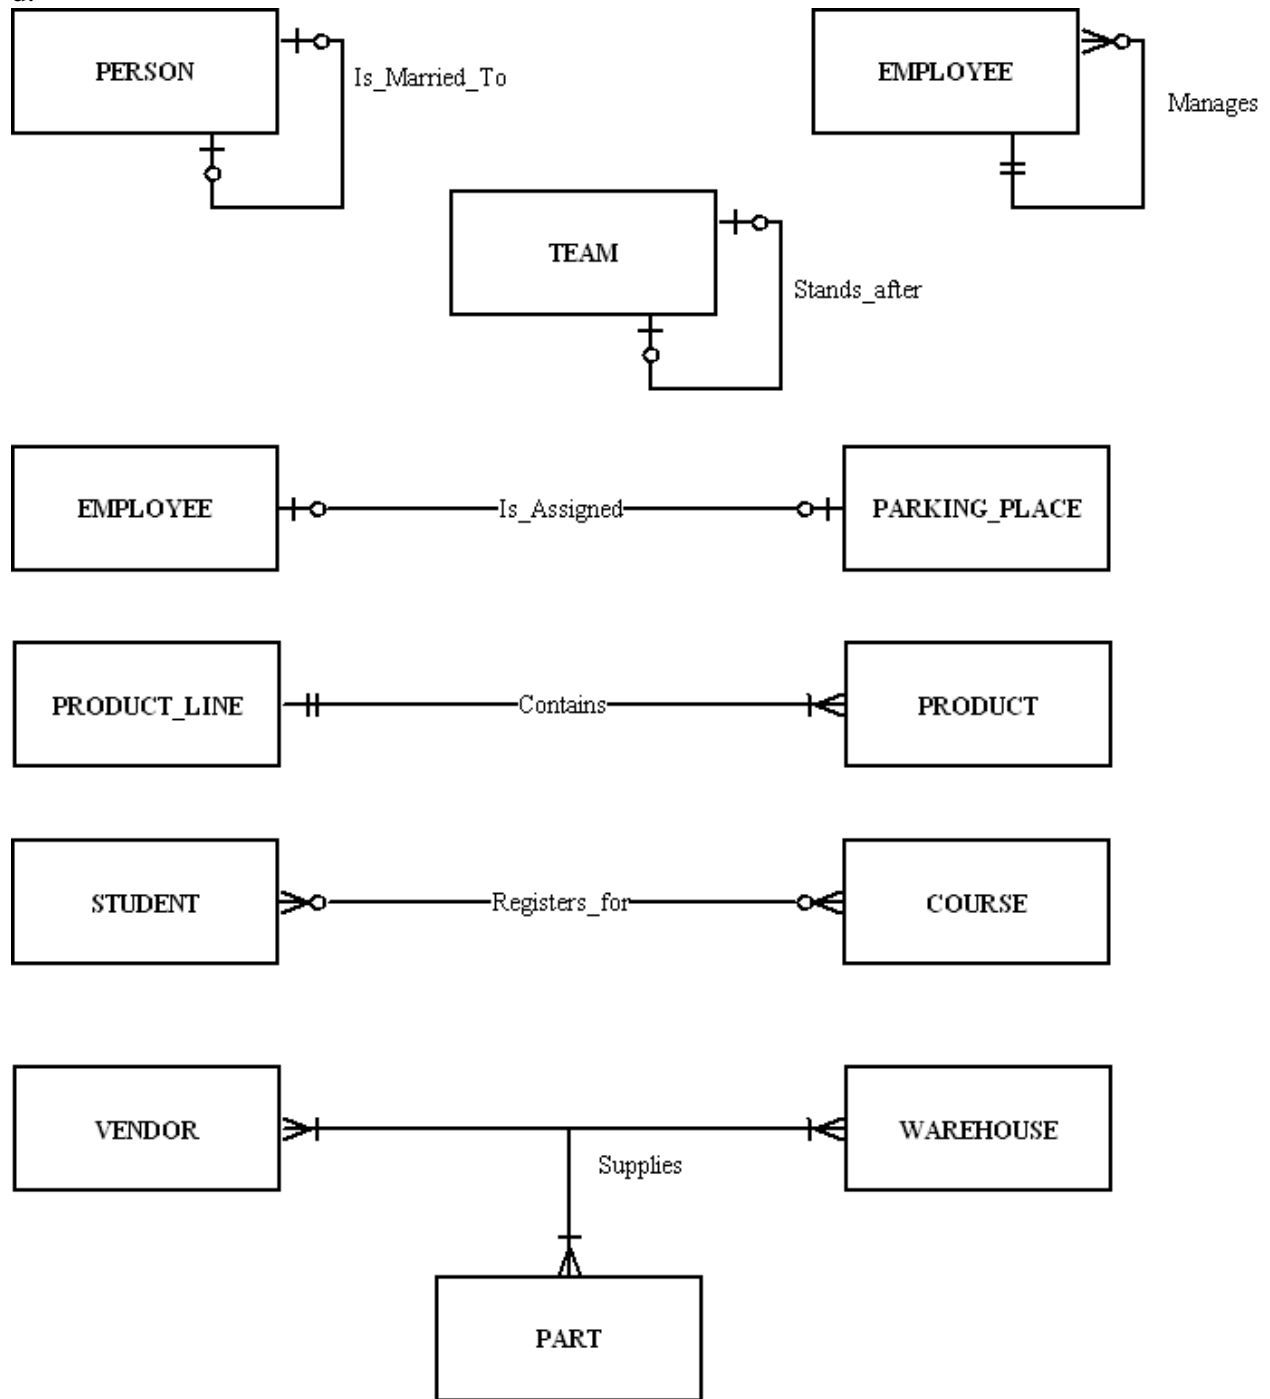 PERSON
Is_Married_To
EMPLOYEE
Manages
TEAM
Stands_after
EMPLOYEE
Is_Assigned
PARKING_PLACE
PRODUCT_LINE
Contains
PRODUCT
STUDENT
Registers_for
COURSE
VENDOR
WAREHOUSE
Supplies
PART